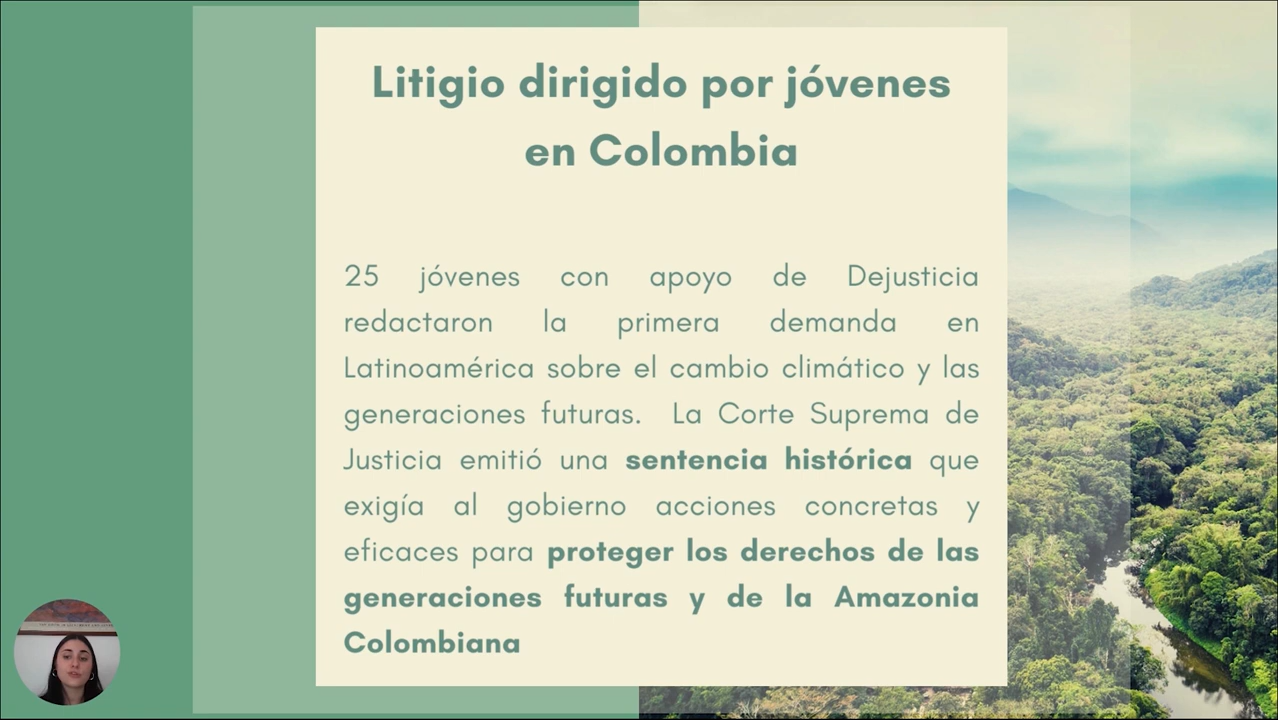 Litigio dirigido por jóvenes
en Colombia
25 jóvenes con apoyo de Dejusticia
redactaron la primera demanda en
Latinoamérica sobre el cambio climático y las
generaciones futuras. La Corte Suprema de
Justicia emitió una sentencia histórica que
exigía al gobierno acciones concretas y
eficaces para proteger los derechos de las
generaciones futuras y de la Amazonia
Colombiana